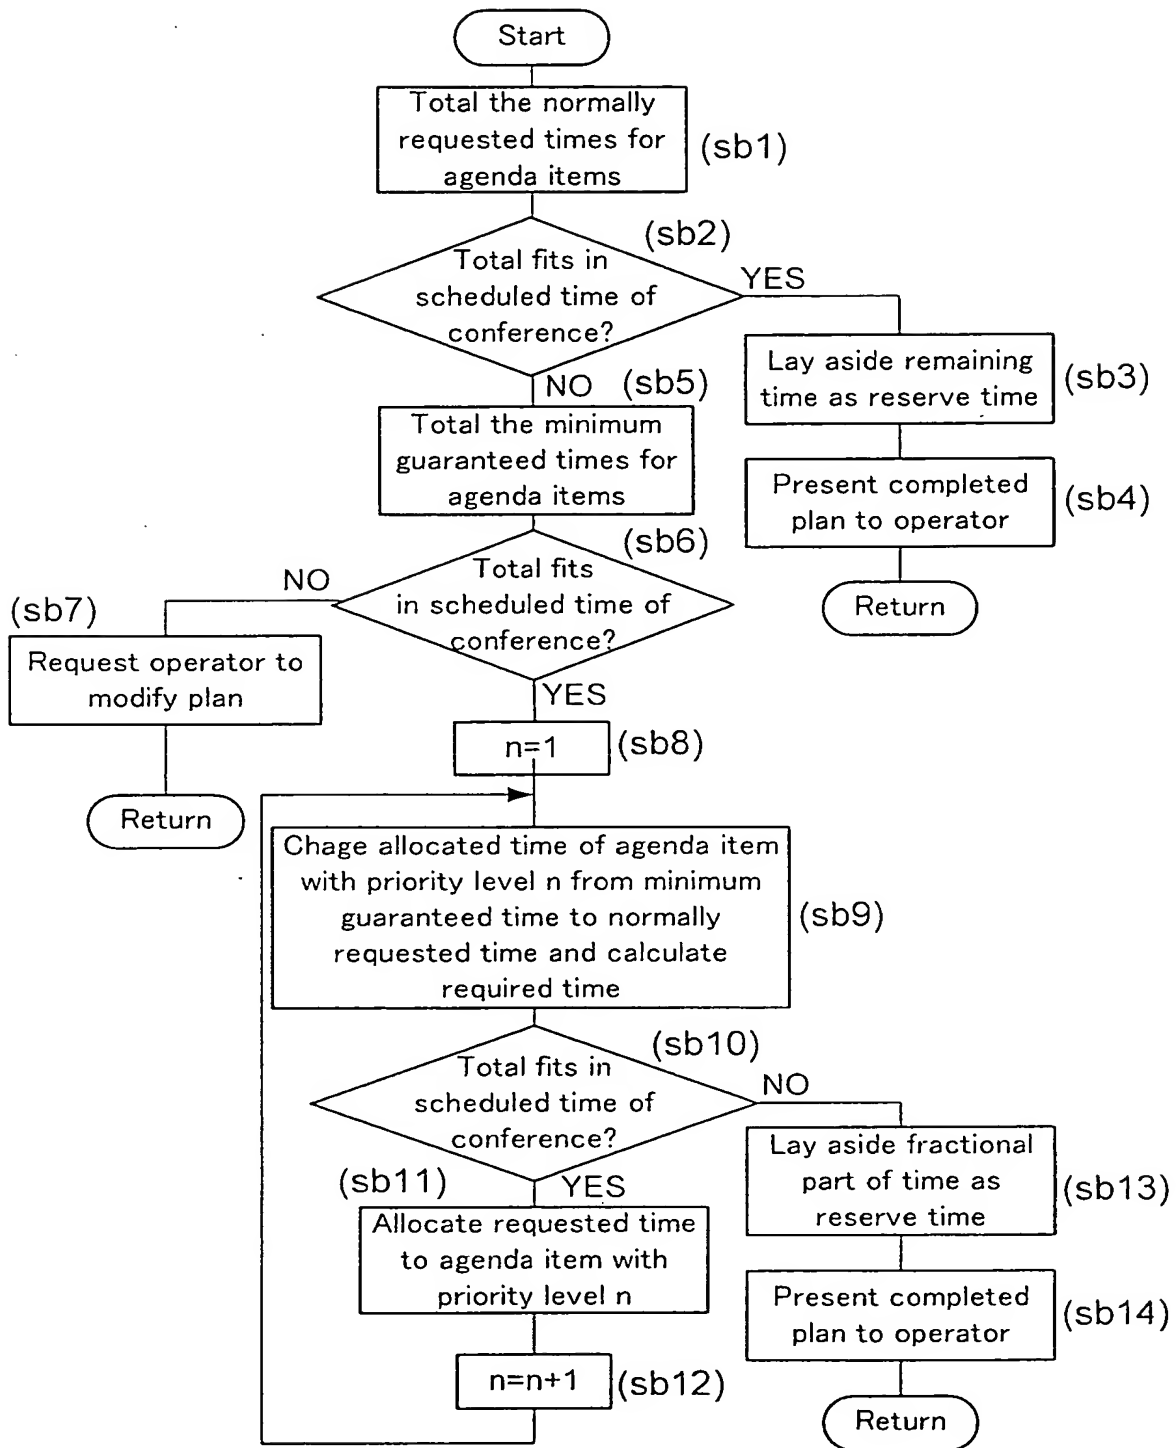 Start
Total the normally
requested times for
agenda items
(sb1)
(sb2)
Total fits in
scheduled time of
conference?
YES
Lay aside remaining
time as reserve time
(sb3)
Present completed
plan to operator
(sb4)
Return
NO
(sb5)
Total the minimum
guaranteed times for
agenda items
(sb6)
Total fits
in scheduled time of
conference?
NO
(sb7)
Request operator to
modify plan
Return
YES
n=1
(sb8)
Chage allocated time of agenda item
with priority level n from minimum
guaranteed time to normally
requested time and calculate
required time
(sb9)
(sb10)
Total fits in
scheduled time of
conference?
NO
Lay aside fractional
part of time as
reserve time
(sb13)
Present completed
plan to operator
(sb14)
Return
(sb11)
YES
Allocate requested time
to agenda item with
priority level n
n=n+1
(sb12)